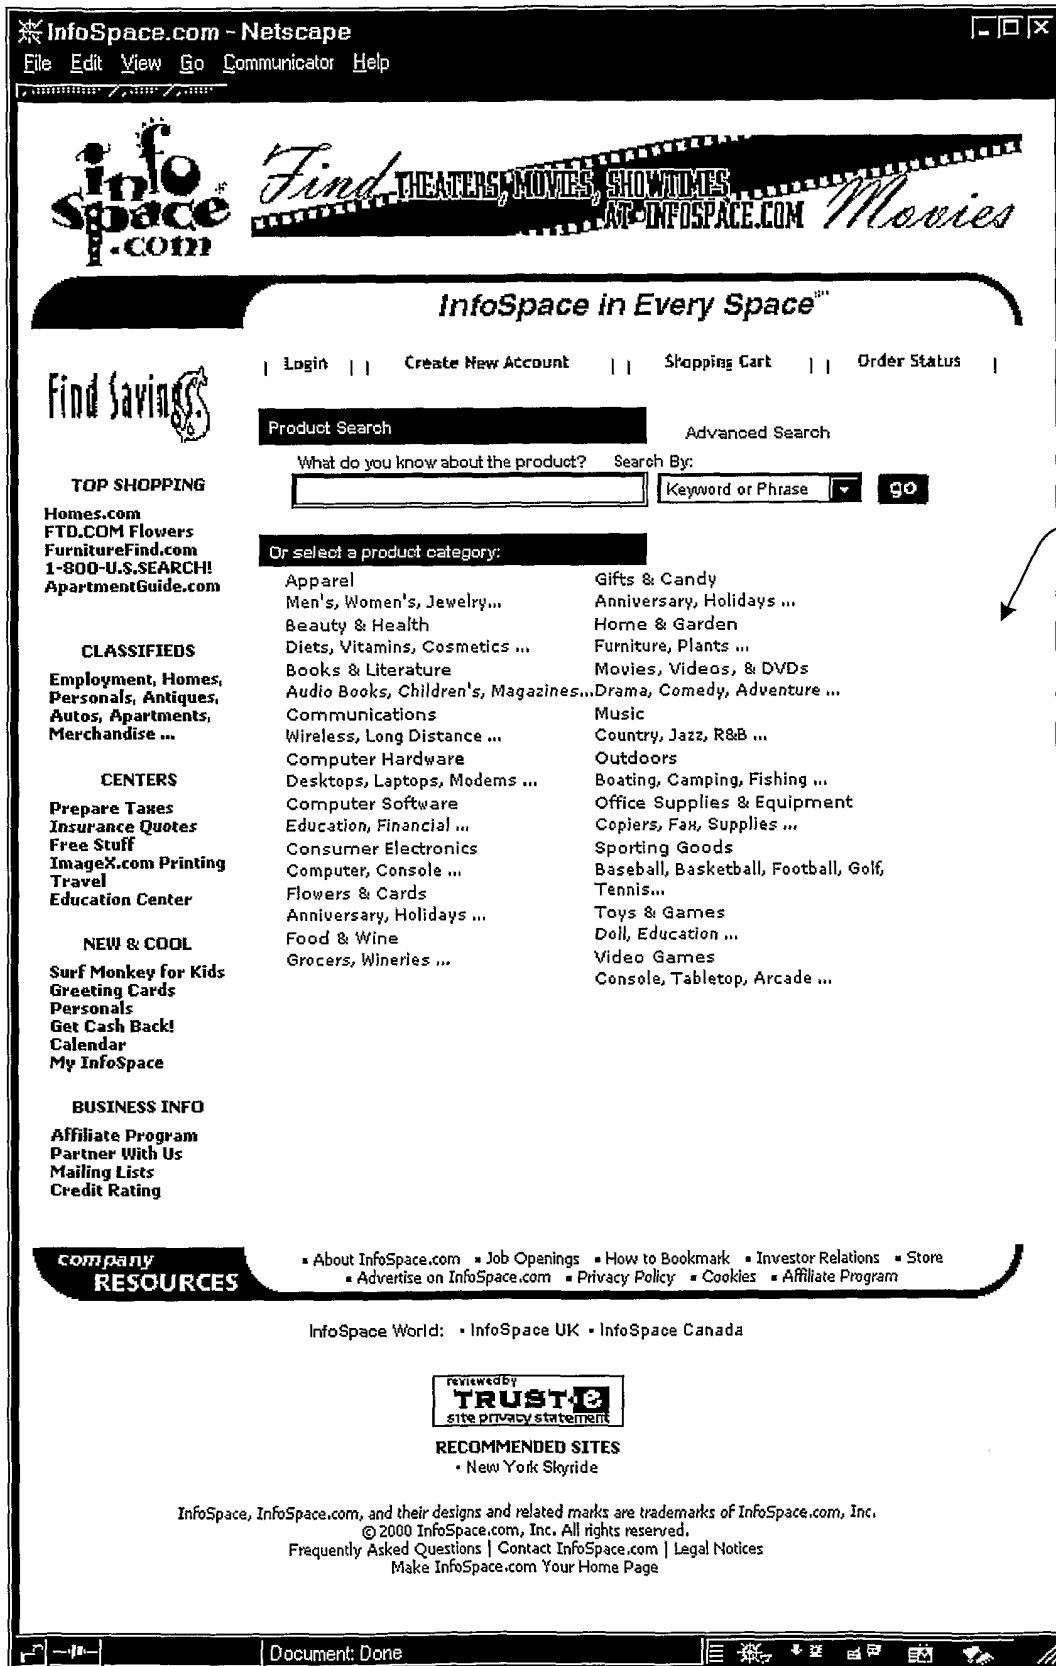 InfoSpace.com - Netscape
File Edit View Go Communicator Help
info
space
.com
Find THEATERS, MOVIES, SHOWTIMES
AT INFOSPACE.COM Movies
InfoSpace in Every Space℠
Find Savings
| Login | | Create New Account | | Shopping Cart | | Order Status |
Product Search
Advanced Search
What do you know about the product? Search By:
Keyword or Phrase go
TOP SHOPPING
Homes.com
FTD.COM Flowers
FurnitureFind.com
1-800-U.S.SEARCH!
ApartmentGuide.com
CLASSIFIEDS
Employment, Homes,
Personals, Antiques,
Autos, Apartments,
Merchandise ...
CENTERS
Prepare Taxes
Insurance Quotes
Free Stuff
ImageX.com Printing
Travel
Education Center
NEW & COOL
Surf Monkey for Kids
Greeting Cards
Personals
Get Cash Back!
Calendar
My InfoSpace
BUSINESS INFO
Affiliate Program
Partner With Us
Mailing Lists
Credit Rating
Or select a product category:
Apparel
Men's, Women's, Jewelry...
Beauty & Health
Diets, Vitamins, Cosmetics ...
Books & Literature
Audio Books, Children's, Magazines...
Communications
Wireless, Long Distance ...
Computer Hardware
Desktops, Laptops, Modems ...
Computer Software
Education, Financial ...
Consumer Electronics
Computer, Console ...
Flowers & Cards
Anniversary, Holidays ...
Food & Wine
Grocers, Wineries ...
Gifts & Candy
Anniversary, Holidays ...
Home & Garden
Furniture, Plants ...
Movies, Videos, & DVDs
Drama, Comedy, Adventure ...
Music
Country, Jazz, R&B ...
Outdoors
Boating, Camping, Fishing ...
Office Supplies & Equipment
Copiers, Fax, Supplies ...
Sporting Goods
Baseball, Basketball, Football, Golf,
Tennis...
Toys & Games
Doll, Education ...
Video Games
Console, Tabletop, Arcade ...
company
RESOURCES
▪ About InfoSpace.com ▪ Job Openings ▪ How to Bookmark ▪ Investor Relations ▪ Store
▪ Advertise on InfoSpace.com ▪ Privacy Policy ▪ Cookies ▪ Affiliate Program
InfoSpace World: ▪ InfoSpace UK ▪ InfoSpace Canada
reviewed by
TRUSTe
site privacy statement
RECOMMENDED SITES
▪ New York Skyride
InfoSpace, InfoSpace.com, and their designs and related marks are trademarks of InfoSpace.com, Inc.
© 2000 InfoSpace.com, Inc. All rights reserved.
Frequently Asked Questions | Contact InfoSpace.com | Legal Notices
Make InfoSpace.com Your Home Page
Document: Done